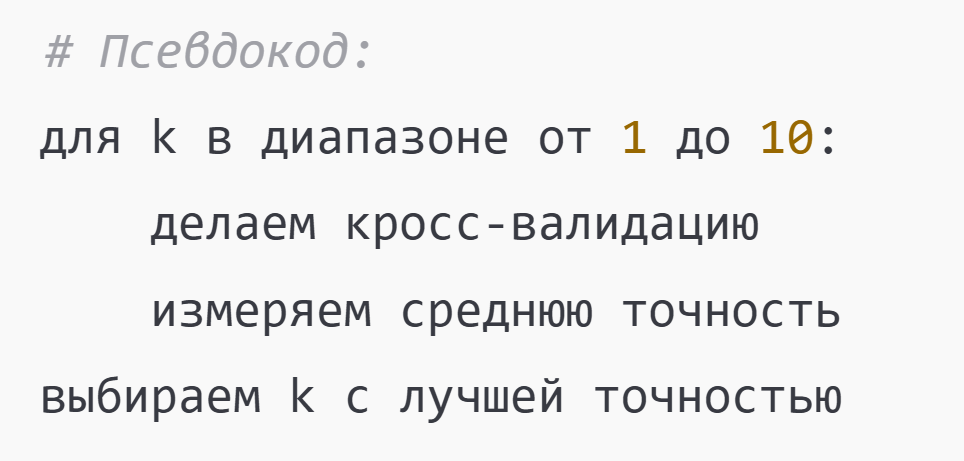 # Псевдокод:
для k в диапазоне от 1 до 10:
делаем кросс-валидацию
измеряем среднюю точность
выбираем k с лучшей точностью